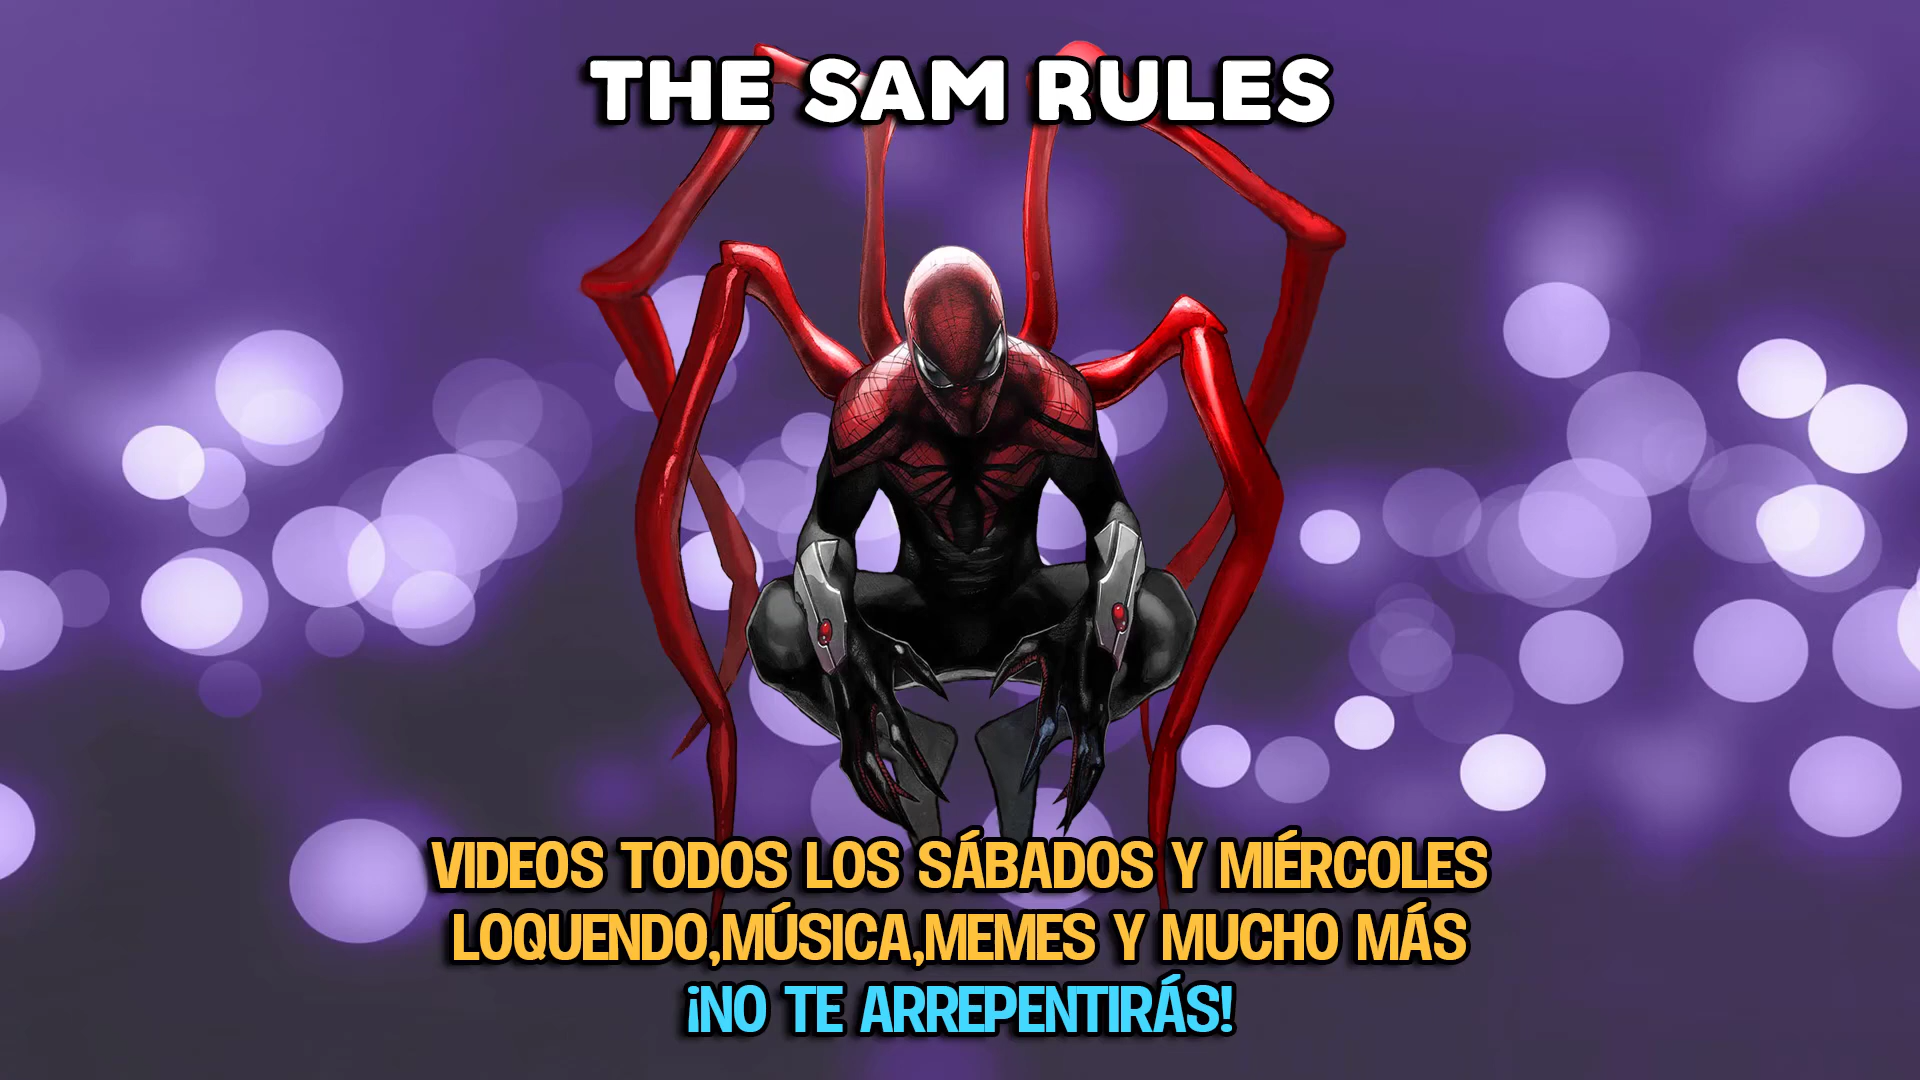 THE SAM RULES
VIDEOS TODOS LOS SÁBADOS Y MIÉRCOLES
LOQUENDO,MÚSICA,MEMES Y MUCHO MÁS
¡NO TE ARREPENTIRÁS!